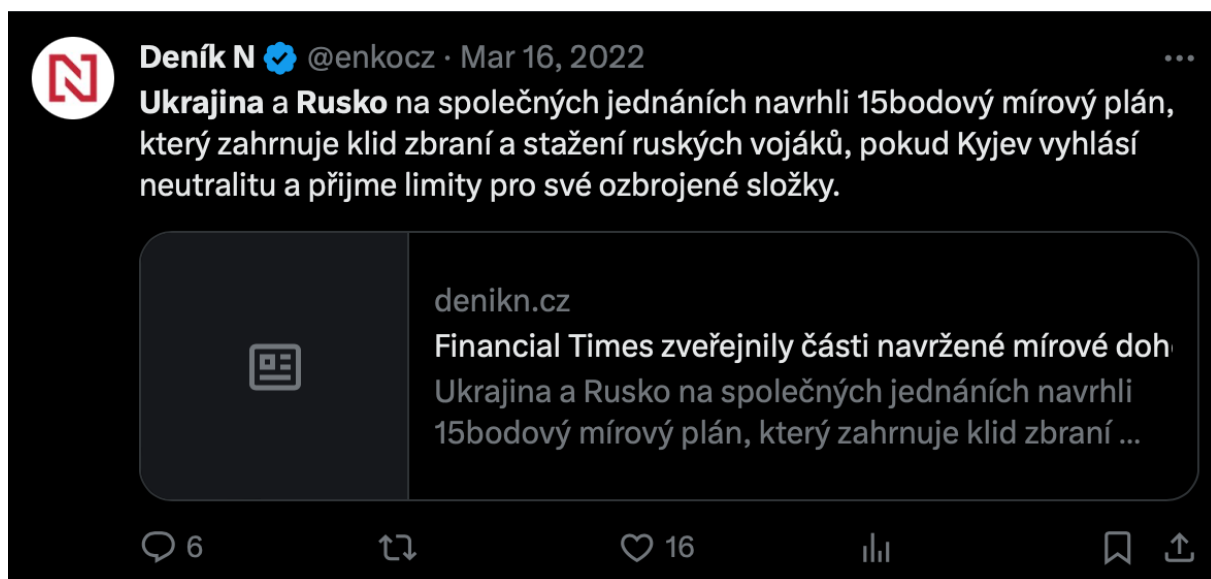 Deník N @enkocz · Mar 16, 2022
Ukrajina a Rusko na společných jednáních navrhli 15bodový mírový plán,
který zahrnuje klid zbraní a stažení ruských vojáků, pokud Kyjev vyhlásí
neutralitu a přijme limity pro své ozbrojené složky.
denikn.cz
Financial Times zveřejnily části navržené mírové doh
Ukrajina a Rusko na společných jednáních navrhli
15bodový mírový plán, který zahrnuje klid zbraní ...
6 16